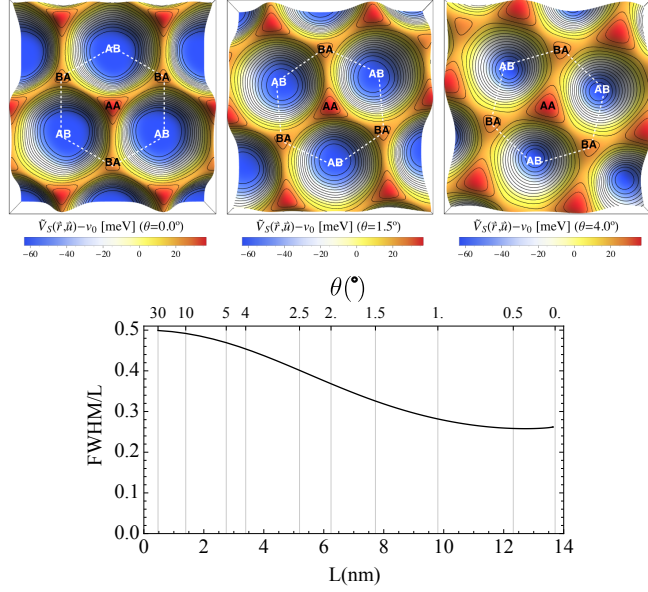 AB
BA
BA
AA
AB
AB
BA
BA
AB
AB
AA
BA
BA
AB
BA
AB
AB
AA
BA
BA
AB
Ṽ_S(r⃗,u⃗)−v₀ [meV] (θ=0.0°)
−60 −40 −20 0 20
Ṽ_S(r⃗,u⃗)−v₀ [meV] (θ=1.5°)
−60 −40 −20 0 20
Ṽ_S(r⃗,u⃗)−v₀ [meV] (θ=4.0°)
−60 −40 −20 0 20
θ(°)
30 10 5 4 2.5 2. 1.5 1. 0.5 0.
0.5
0.4
0.3
0.2
0.1
0.0
FWHM/L
0 2 4 6 8 10 12 14
L(nm)